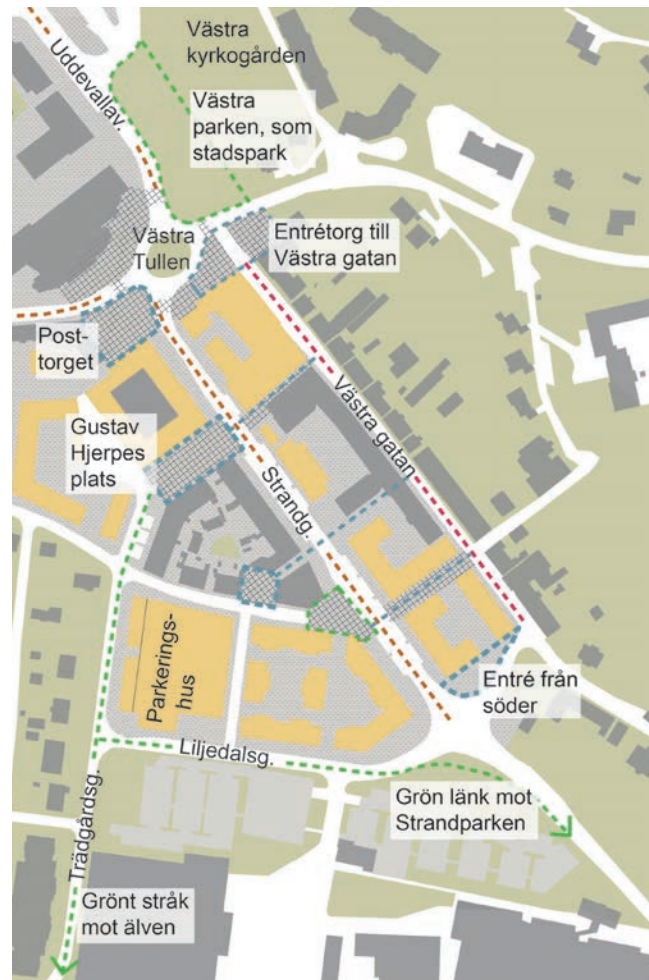 Västra
kyrkogården
Uddevallav.
Västra
parken, som
stadspark
Västra
Tullen
Entrétorg till
Västra gatan
Post-
torget
Västra gatan
Gustav
Hjerpes
plats
Strandg.
Parkerings-
hus
Entré från
söder
Liljedalsg.
Grön länk mot
Strandparken
Trädgårdsg.
Grönt stråk
mot älven